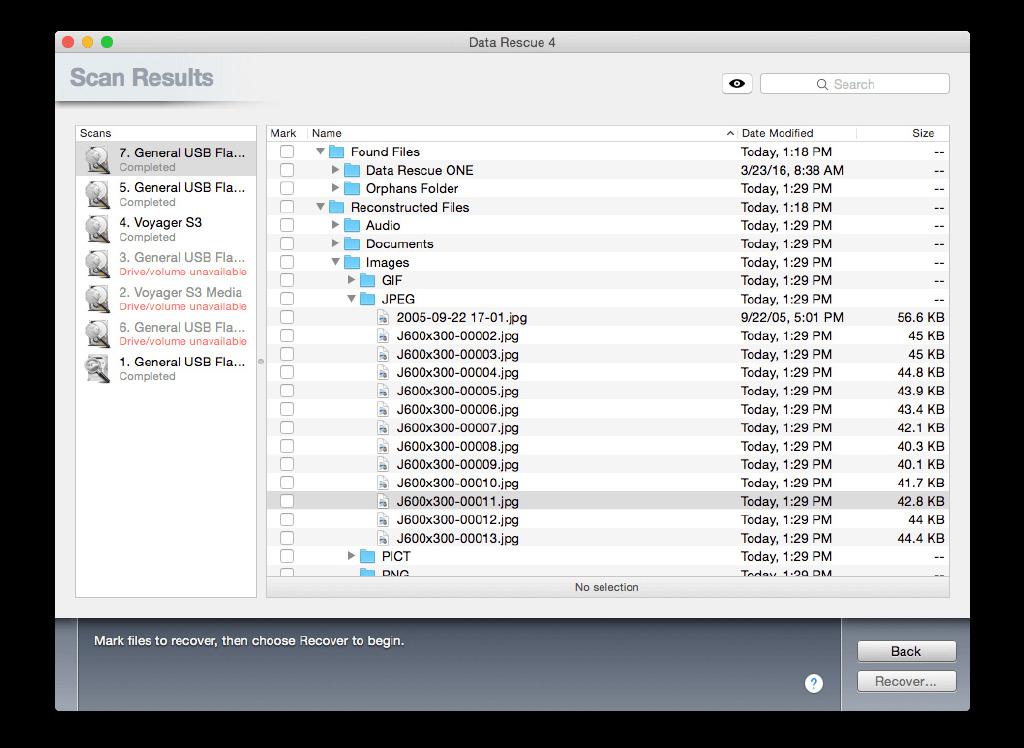 Data Rescue 4
Scan Results
Search
Scans
7. General USB Fla...
Completed
5. General USB Fla...
Completed
4. Voyager S3
Completed
3. General USB Fla...
Drive/volume unavailable
2. Voyager S3 Media
Drive/volume unavailable
6. General USB Fla...
Drive/volume unavailable
1. General USB Fla...
Completed
Mark Name Date Modified Size
Found Files Today, 1:18 PM --
Data Rescue ONE 3/23/16, 8:38 AM --
Orphans Folder Today, 1:29 PM --
Reconstructed Files Today, 1:18 PM --
Audio Today, 1:29 PM --
Documents Today, 1:29 PM --
Images Today, 1:29 PM --
GIF Today, 1:29 PM --
JPEG Today, 1:29 PM --
2005-09-22 17-01.jpg 9/22/05, 5:01 PM 56.6 KB
J600x300-00002.jpg Today, 1:29 PM 45 KB
J600x300-00003.jpg Today, 1:29 PM 45 KB
J600x300-00004.jpg Today, 1:29 PM 44.8 KB
J600x300-00005.jpg Today, 1:29 PM 43.9 KB
J600x300-00006.jpg Today, 1:29 PM 43.4 KB
J600x300-00007.jpg Today, 1:29 PM 42.1 KB
J600x300-00008.jpg Today, 1:29 PM 40.3 KB
J600x300-00009.jpg Today, 1:29 PM 40.1 KB
J600x300-00010.jpg Today, 1:29 PM 41.7 KB
J600x300-00011.jpg Today, 1:29 PM 42.8 KB
J600x300-00012.jpg Today, 1:29 PM 44 KB
J600x300-00013.jpg Today, 1:29 PM 44.4 KB
PICT Today, 1:29 PM --
PNG Today, 1:29 PM --
No selection
Mark files to recover, then choose Recover to begin.
?
Back
Recover...